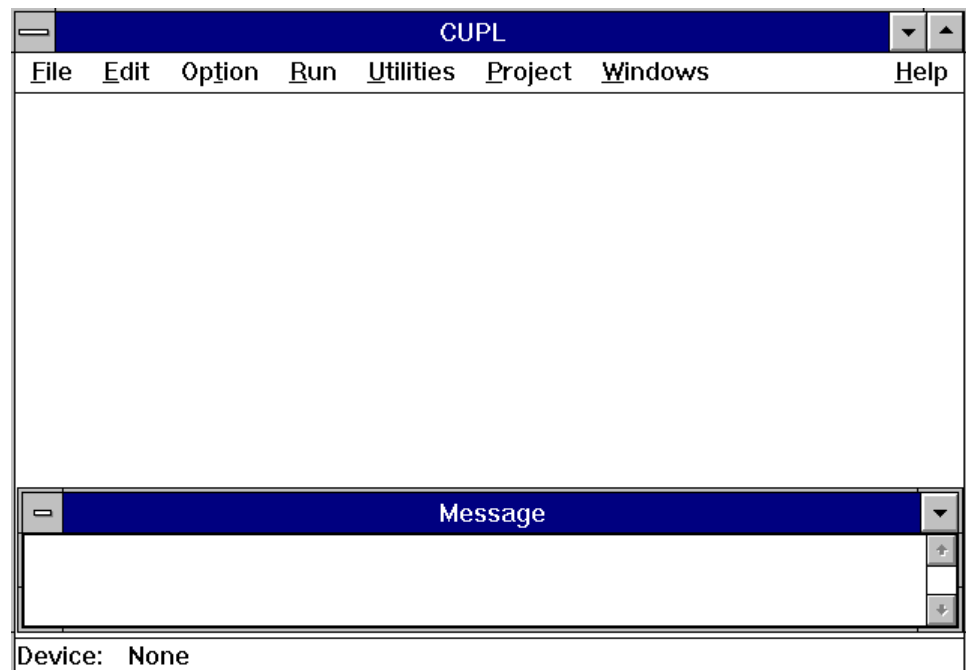 CUPL
File Edit Option Run Utilities Project Windows Help
Message
Device: None